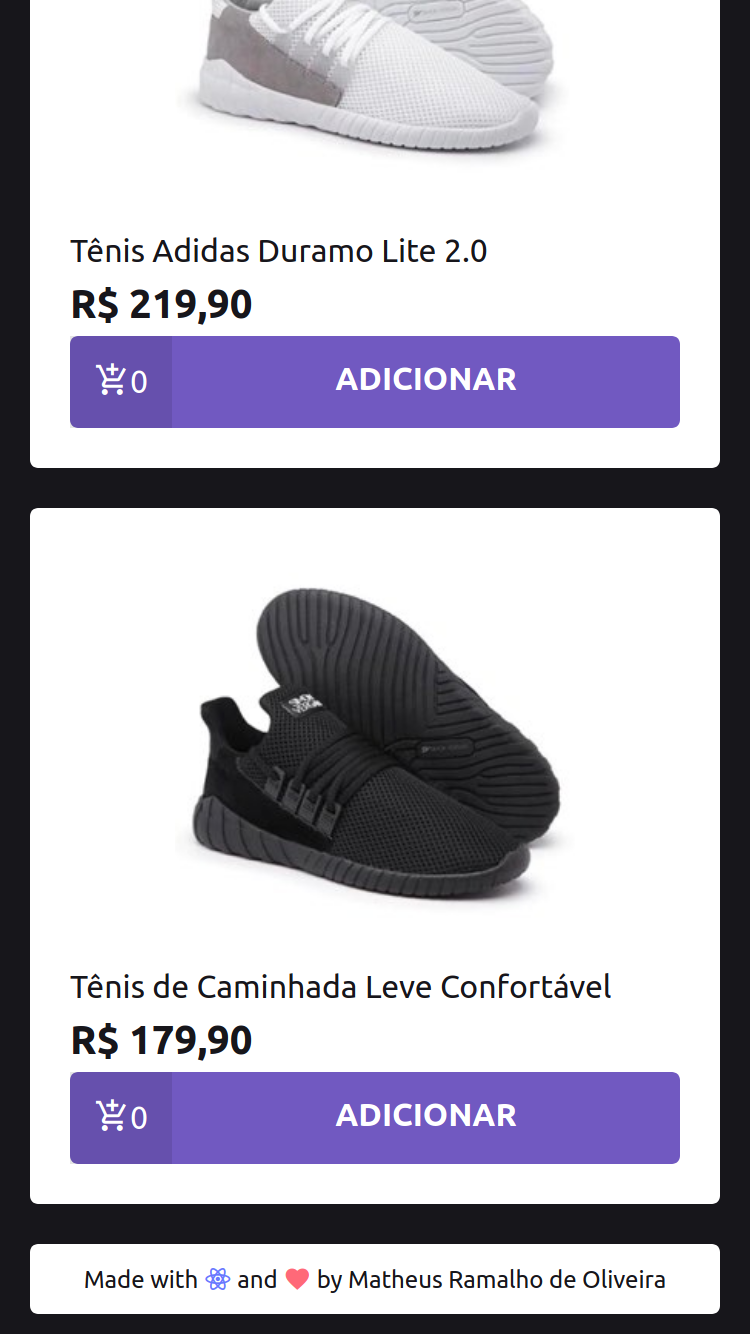 Tênis Adidas Duramo Lite 2.0
R$ 219,90
0 ADICIONAR
Tênis de Caminhada Leve Confortável
R$ 179,90
0 ADICIONAR
Made with and by Matheus Ramalho de Oliveira